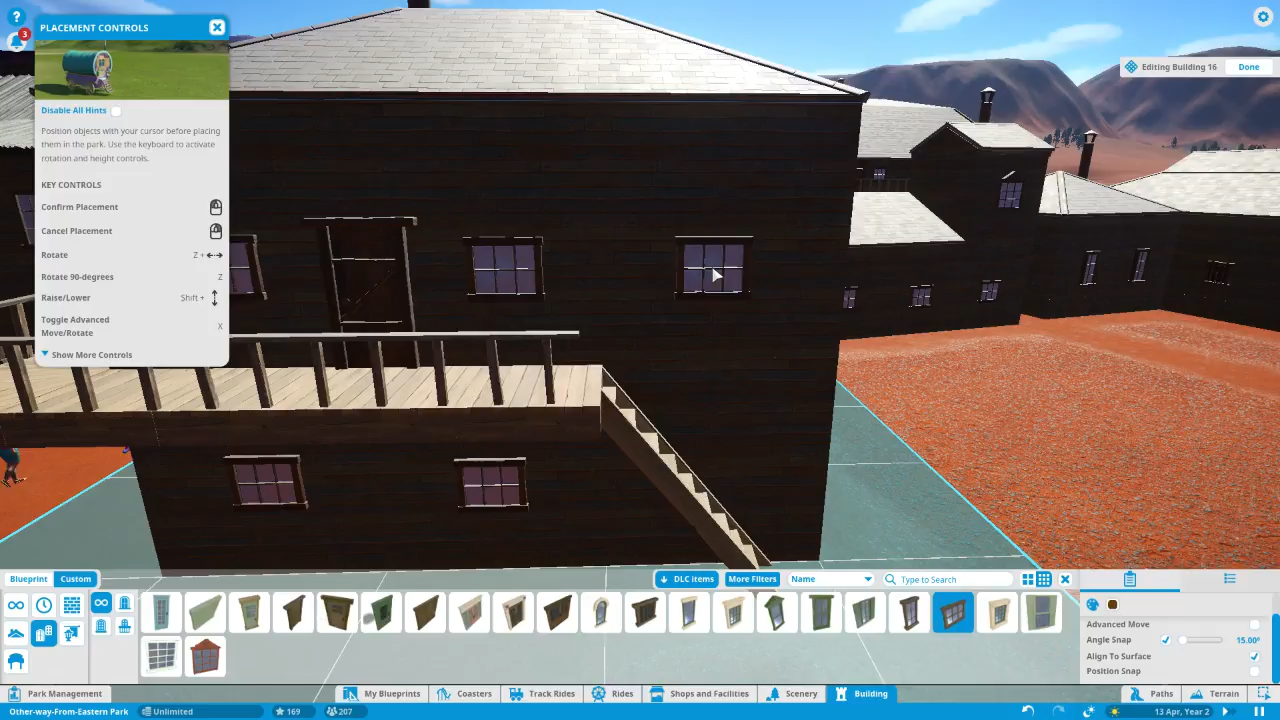 PLACEMENT CONTROLS
3
Disable All Hints
Position objects with your cursor before placing
them in the park. Use the keyboard to activate
rotation and height controls.
KEY CONTROLS
Confirm Placement
Cancel Placement
Rotate Z +
Rotate 90-degrees Z
Raise/Lower Shift +
Toggle Advanced
Move/Rotate X
Show More Controls
Editing Building 16 Done
Blueprint Custom
DLC items More Filters Name Type to Search
Advanced Move
Angle Snap 15.00°
Align To Surface
Position Snap
Park Management My Blueprints Coasters Track Rides Rides Shops and Facilities Scenery Building Paths Terrain
Other-way-From-Eastern Park Unlimited 169 207 13 Apr, Year 2